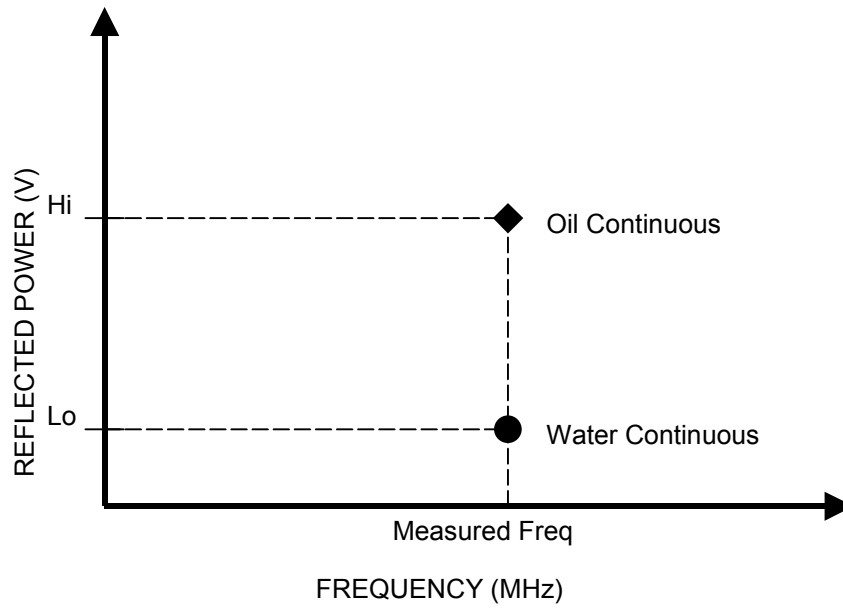 REFLECTED POWER (V)
Hi
Oil Continuous
Lo
Water Continuous
Measured Freq
FREQUENCY (MHz)